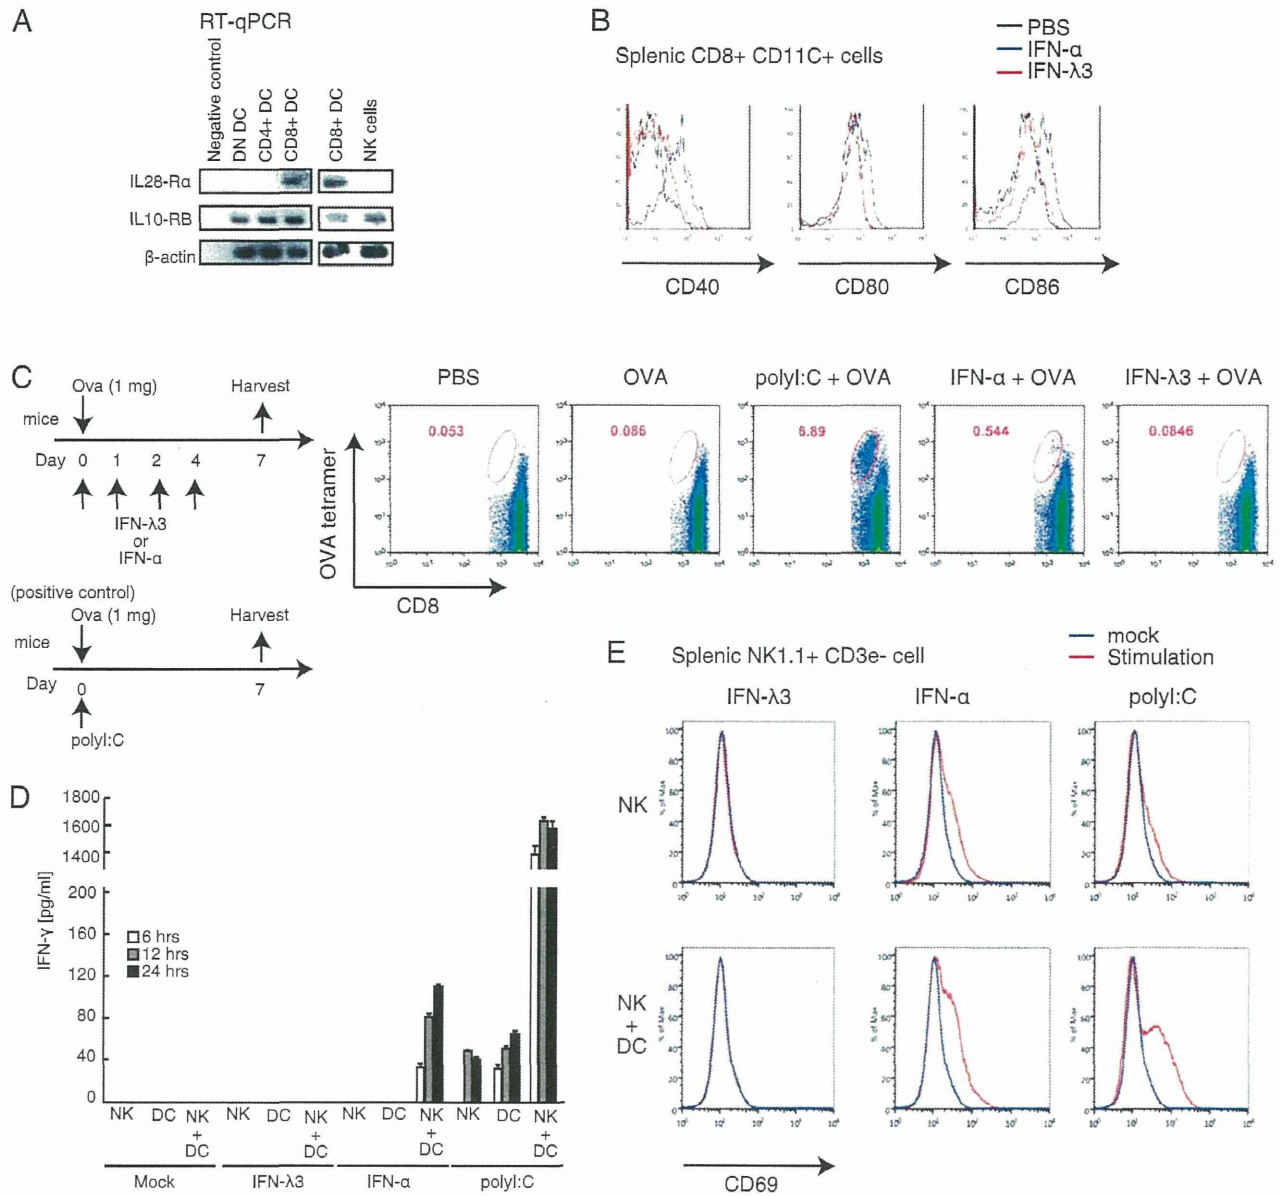 A
RT-qPCR
Negative control
DN DC
CD4+ DC
CD8+ DC
CD8+ DC
NK cells
IL28-Rα
IL10-RB
β-actin
B
Splenic CD8+ CD11C+ cells
PBS
IFN-α
IFN-λ3
CD40
CD80
CD86
C
Ova (1 mg)
Harvest
mice
Day 0 1 2 4 7
IFN-λ3
or
IFN-α
(positive control)
Ova (1 mg)
Harvest
mice
Day 0 7
polyI:C
PBS
OVA
polyI:C + OVA
IFN-α + OVA
IFN-λ3 + OVA
0.053
0.086
6.89
0.544
0.0846
OVA tetramer
CD8
D
IFN-γ [pg/ml]
1800
1600
1400
200
160
120
80
40
0
6 hrs
12 hrs
24 hrs
NK DC NK + DC
NK DC NK + DC
NK DC NK + DC
NK DC NK + DC
Mock
IFN-λ3
IFN-α
polyI:C
E
Splenic NK1.1+ CD3e- cell
mock
Stimulation
IFN-λ3
IFN-α
polyI:C
NK
NK
+
DC
% of Max
CD69